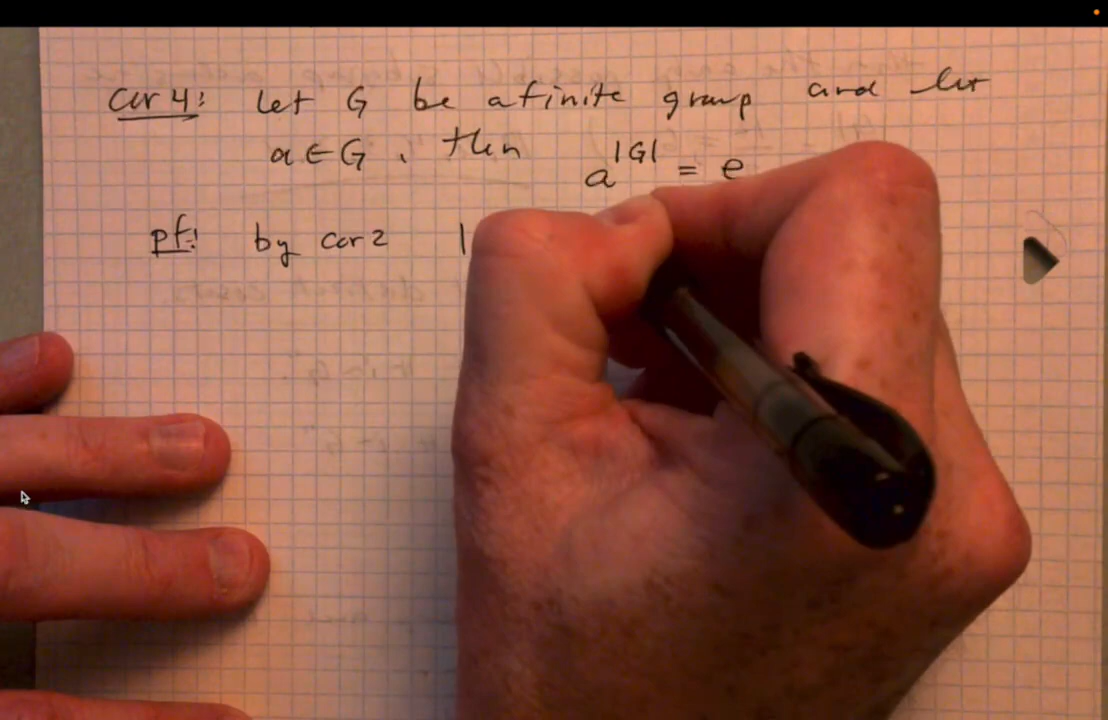 Cor 4: Let G be a finite group and let
a ∈ G, then a^|G| = e
pf: by cor 2 |